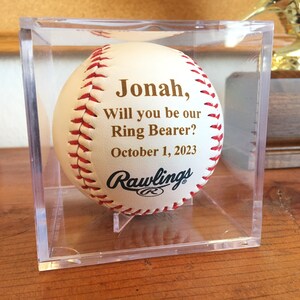 Jonah,
Will you be our
Ring Bearer?
October 1, 2023
Rawlings
R